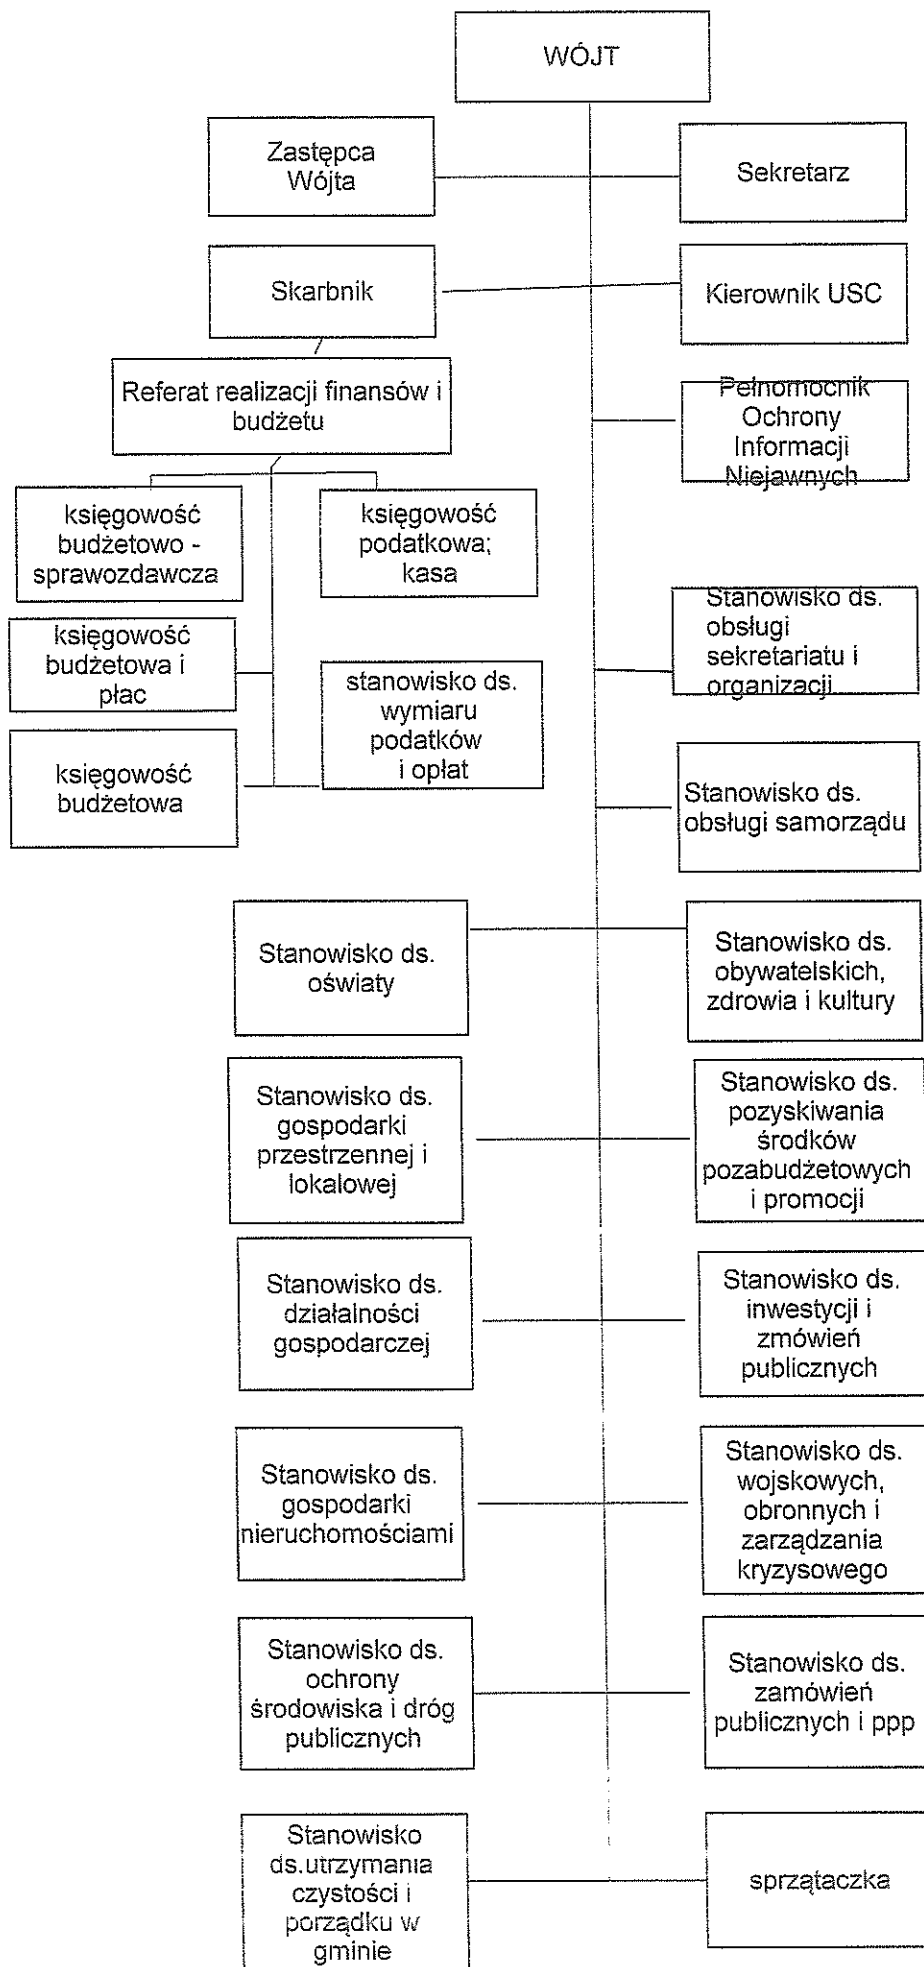 WÓJT
Zastępca
Wójta
Sekretarz
Skarbnik
Kierownik USC
Referat realizacji finansów i
budżetu
Pełnomocnik
Ochrony
Informacji
Niejawnych
księgowość
budżetowo -
sprawozdawcza
księgowość
podatkowa;
kasa
księgowość
budżetowa i
płac
stanowisko ds.
wymiaru
podatków
i opłat
Stanowisko ds.
obsługi
sekretariatu i
organizacji
księgowość
budżetowa
Stanowisko ds.
obsługi samorządu
Stanowisko ds.
oświaty
Stanowisko ds.
obywatelskich,
zdrowia i kultury
Stanowisko ds.
gospodarki
przestrzennej i
lokalowej
Stanowisko ds.
pozyskiwania
środków
pozabudżetowych
i promocji
Stanowisko ds.
działalności
gospodarczej
Stanowisko ds.
inwestycji i
zmówień
publicznych
Stanowisko ds.
gospodarki
nieruchomościami
Stanowisko ds.
wojskowych,
obronnych i
zarządzania
kryzysowego
Stanowisko ds.
ochrony
środowiska i dróg
publicznych
Stanowisko ds.
zamówień
publicznych i ppp
Stanowisko
ds.utrzymania
czystości i
porządku w
gminie
sprzątaczka